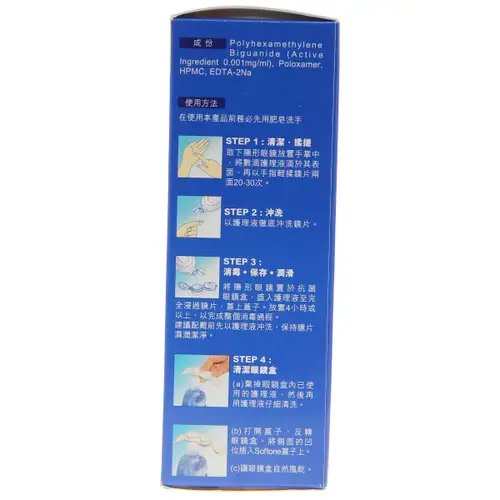 成份 Polyhexamethylene
Biguanide (Active
Ingredient 0.001mg/ml), Poloxamer,
HPMC, EDTA-2Na
使用方法
在使用本產品前務必先用肥皂洗手
STEP 1：清潔・搓揉
取下隱形眼鏡放置手掌中
，將數滴護理液滴於其表
面，再以手指輕揉鏡片兩
面20-30次。
STEP 2：沖洗
以護理液徹底沖洗鏡片。
STEP 3：
消毒・保存・潤滑
將隱形眼鏡置於抗菌
眼鏡盒，盛入護理液至完
全浸過鏡片，蓋上蓋子。放置4小時或
以上，以完成整個消毒過程。
建議配戴前先以護理液沖洗，保持鏡片
濕潤潔淨。
STEP 4：
清潔眼鏡盒
(a)棄掉眼鏡盒內已使
用的護理液，然後再
用護理液仔細清洗。
(b)打開蓋子，反轉
眼鏡盒，將側面的凹
位插入Softone蓋子上。
(c)讓眼鏡盒自然風乾。